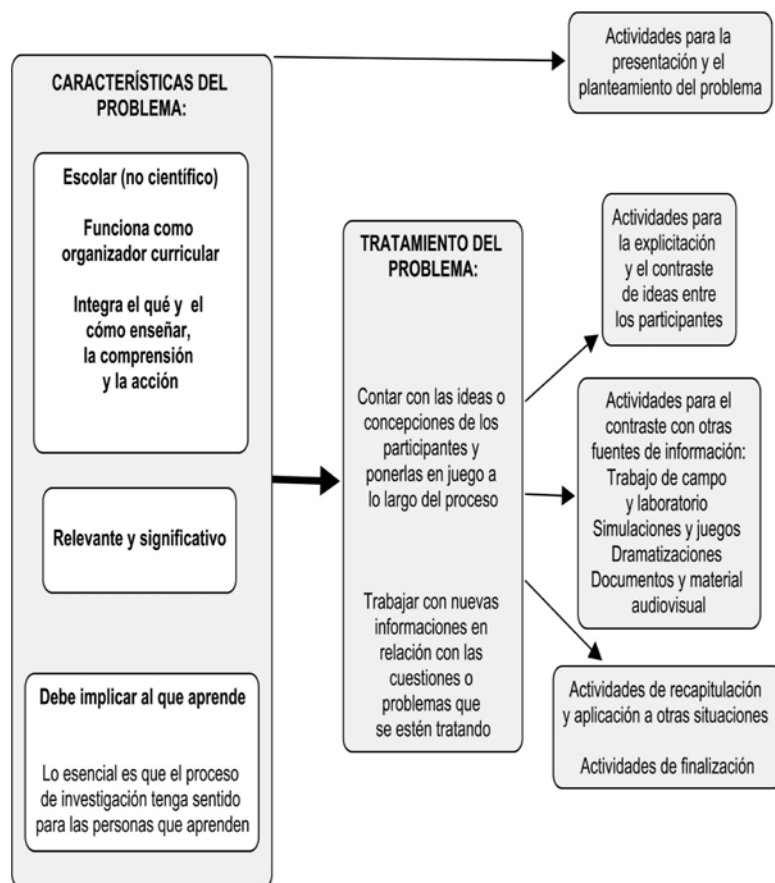 CARACTERÍSTICAS DEL
PROBLEMA:
Escolar (no científico)
Funciona como
organizador curricular
Integra el qué y el
cómo enseñar,
la comprensión
y la acción
Relevante y significativo
Debe implicar al que aprende
Lo esencial es que el proceso
de investigación tenga sentido
para las personas que aprenden
TRATAMIENTO DEL
PROBLEMA:
Contar con las ideas o
concepciones de los
participantes y
ponerlas en juego a
lo largo del proceso
Trabajar con nuevas
informaciones en
relación con las
cuestiones o
problemas que
se estén tratando
Actividades para la
presentación y el
planteamiento del problema
Actividades para
la explicitación
y el contraste
de ideas entre
los participantes
Actividades para el
contraste con otras
fuentes de información:
Trabajo de campo
y laboratorio
Simulaciones y juegos
Dramatizaciones
Documentos y material
audiovisual
Actividades de recapitulación
y aplicación a otras situaciones
Actividades de finalización